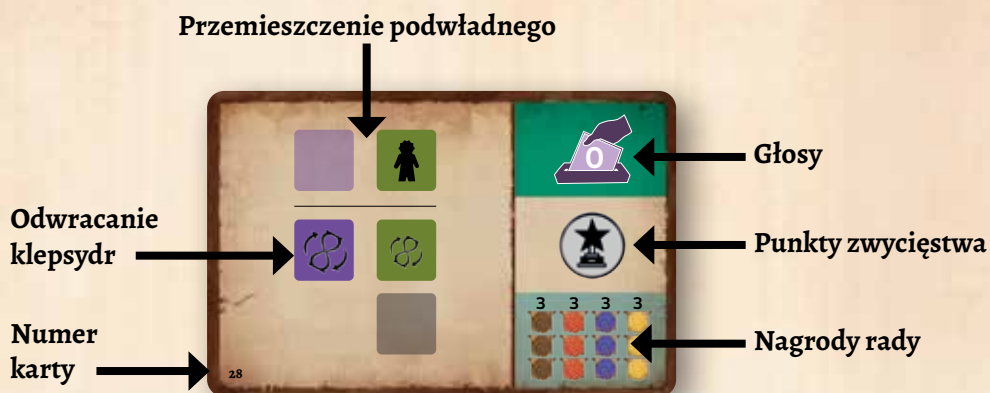 Przemieszczenie podwładnego
0
Głosy
Odwracanie
klepsydr
Punkty zwycięstwa
3 3 3 3
Nagrody rady
Numer
karty
28